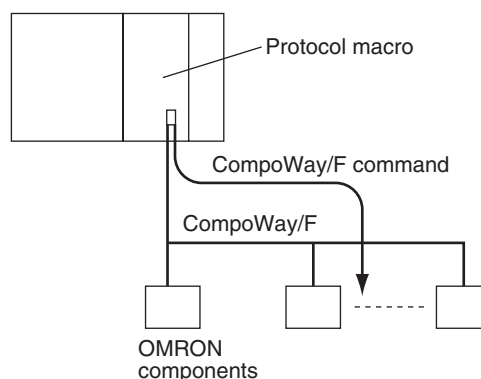 Protocol macro
CompoWay/F command
CompoWay/F
OMRON
components